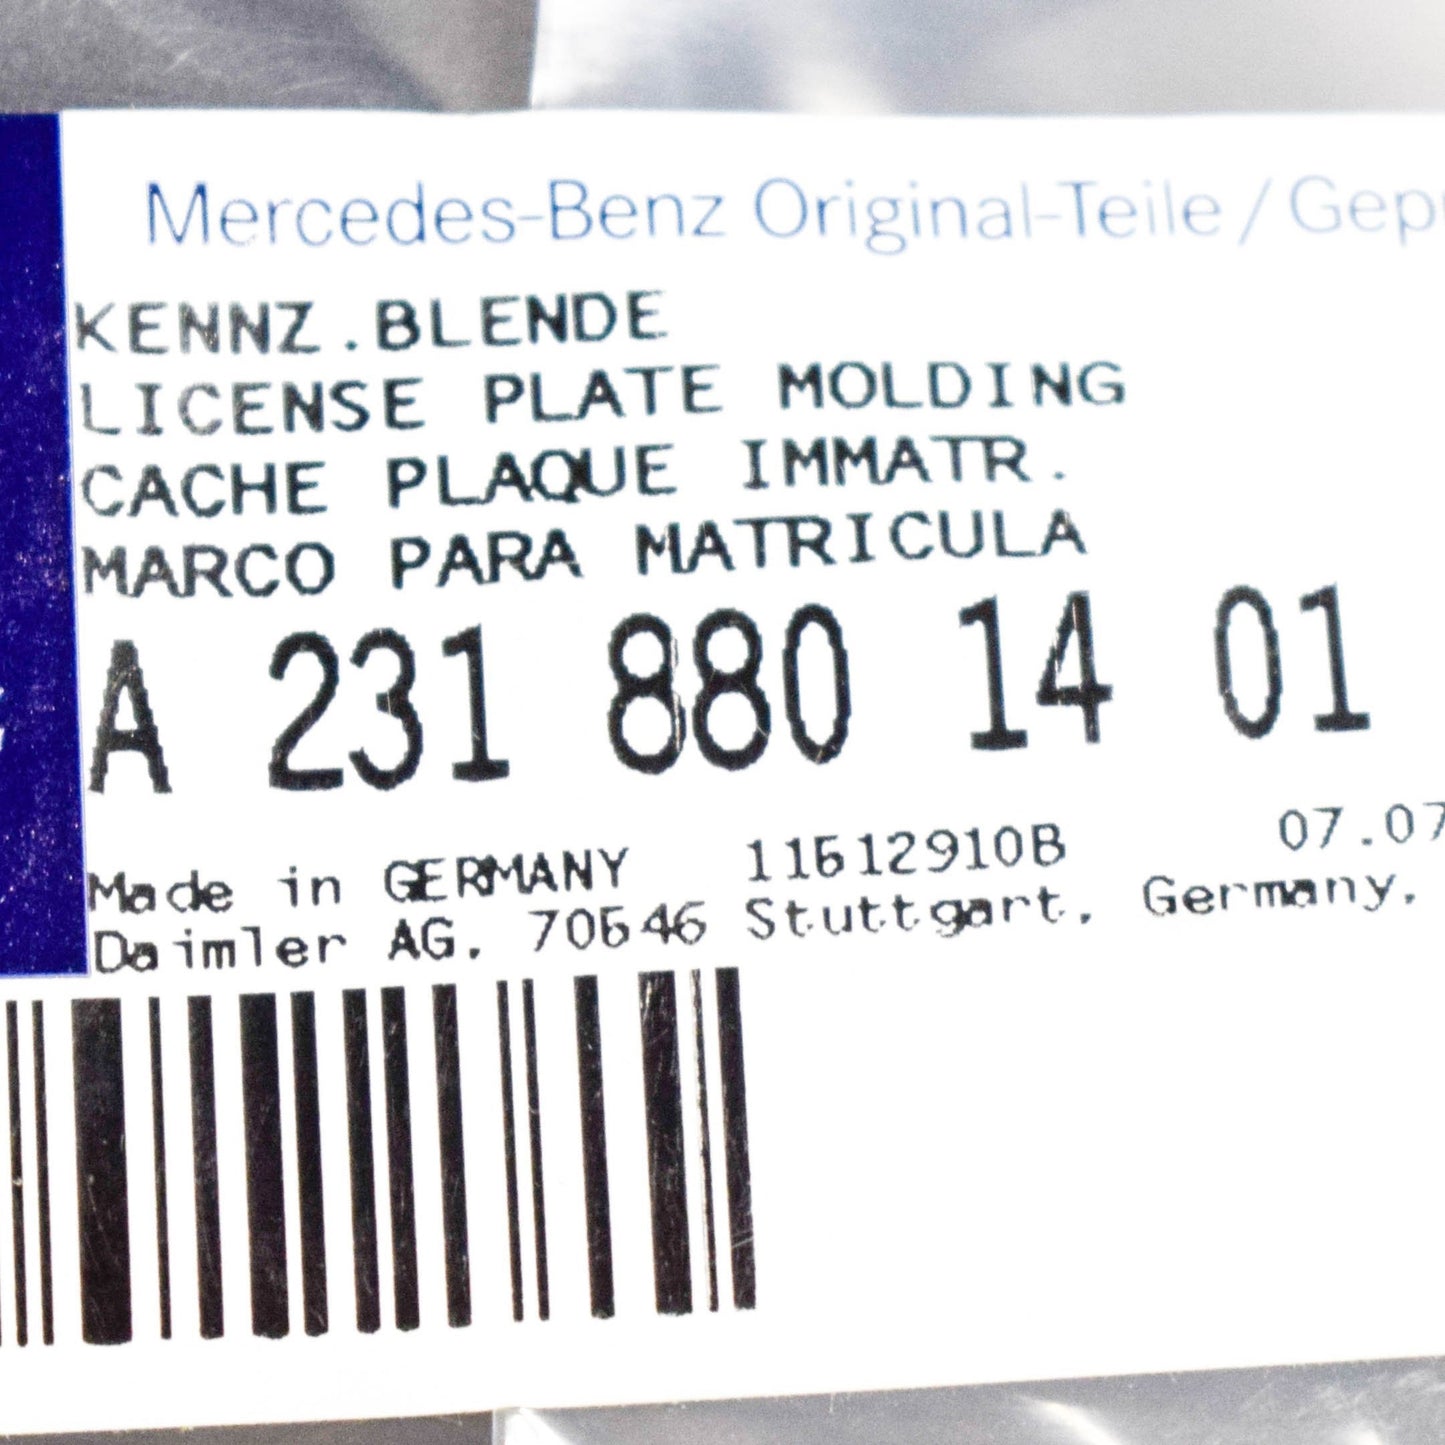 Mercedes-Benz Original-Teile / Gep
KENNZ.BLENDE
LICENSE PLATE MOLDING
CACHE PLAQUE IMMATR.
MARCO PARA MATRICULA
A 231 880 14 01
Made in GERMANY 11512910B 07.07
Daimler AG, 70546 Stuttgart, Germany,